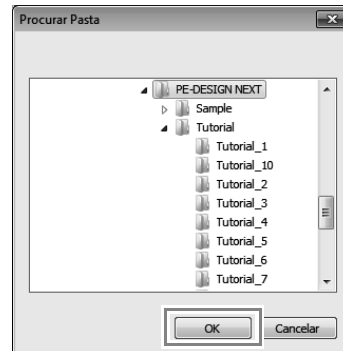 Procurar Pasta
PE-DESIGN NEXT
Sample
Tutorial
Tutorial_1
Tutorial_10
Tutorial_2
Tutorial_3
Tutorial_4
Tutorial_5
Tutorial_6
Tutorial_7
OK
Cancelar